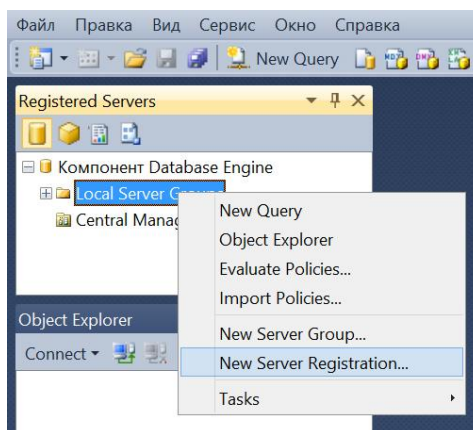 Файл Правка Вид Сервис Окно Справка
New Query
Registered Servers
Компонент Database Engine
Local Server Groups
Central Manag
New Query
Object Explorer
Evaluate Policies...
Import Policies...
New Server Group...
New Server Registration...
Tasks
Object Explorer
Connect